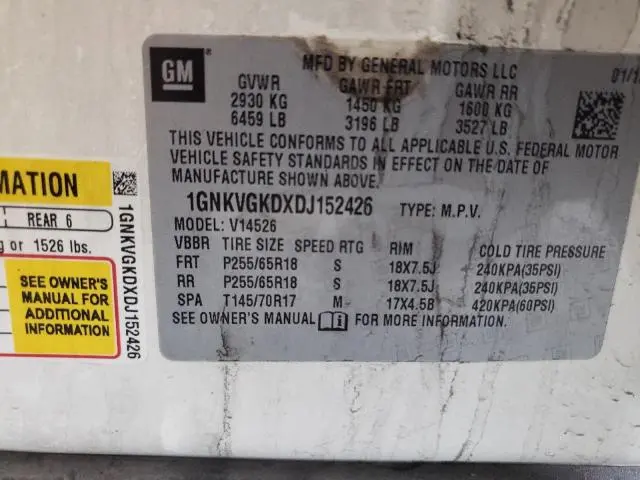 GM
MFD BY GENERAL MOTORS LLC
01/1
GVWR GAWR FRT GAWR RR
2930 KG 1450 KG 1600 KG
6459 LB 3196 LB 3527 LB
THIS VEHICLE CONFORMS TO ALL APPLICABLE U.S. FEDERAL MOTOR
VEHICLE SAFETY STANDARDS IN EFFECT ON THE DATE OF
MANUFACTURE SHOWN ABOVE.
1GNKVGKDXDJ152426 TYPE: M.P.V.
MODEL: V14526
VBBR TIRE SIZE SPEED RTG RIM COLD TIRE PRESSURE
FRT P255/65R18 S 18X7.5J 240KPA(35PSI)
RR P255/65R18 S 18X7.5J 240KPA(35PSI)
SPA T145/70R17 M 17X4.5B 420KPA(60PSI)
SEE OWNER'S MANUAL i FOR MORE INFORMATION.
MATION
REAR 6
g or 1526 lbs.
SEE OWNER'S
MANUAL FOR
ADDITIONAL
INFORMATION
1GNKVGKDXDJ152426